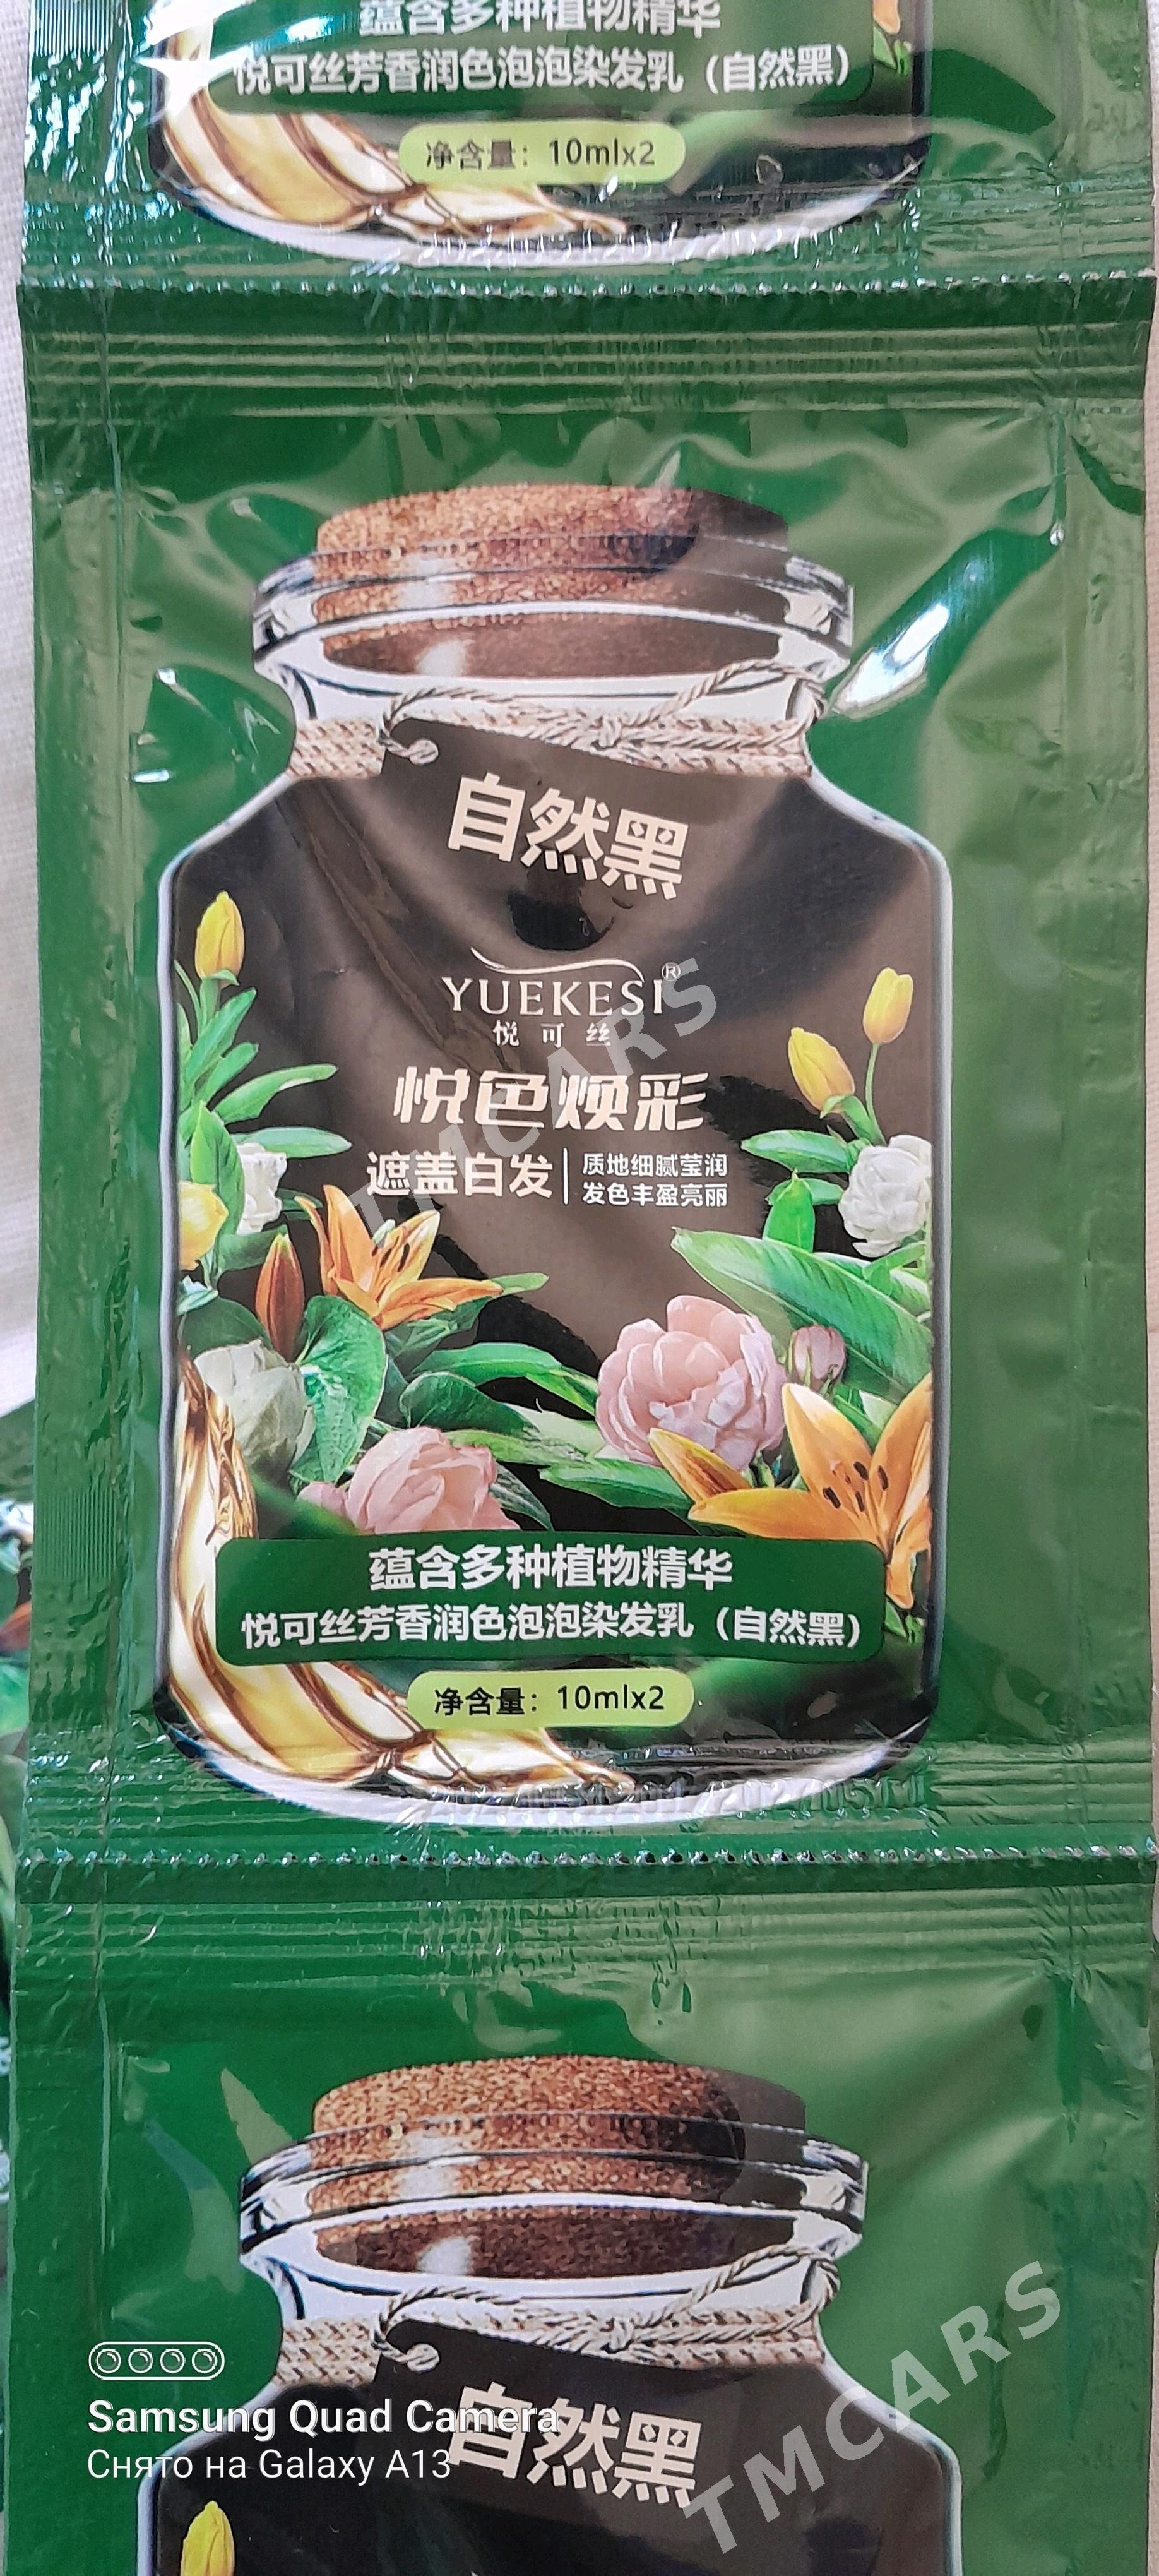 蕴含多种植物精华
悦可丝芳香润色泡泡染发乳（自然黑）
净含量：10mlx2
自然黑
YUEKESI®
悦可丝
悦色焕彩
遮盖白发
质地细腻莹润
发色丰盈亮丽
TMCARS
蕴含多种植物精华
悦可丝芳香润色泡泡染发乳（自然黑）
净含量：10mlx2
自然黑
Samsung Quad Camera
Снято на Galaxy A13
TMCARS